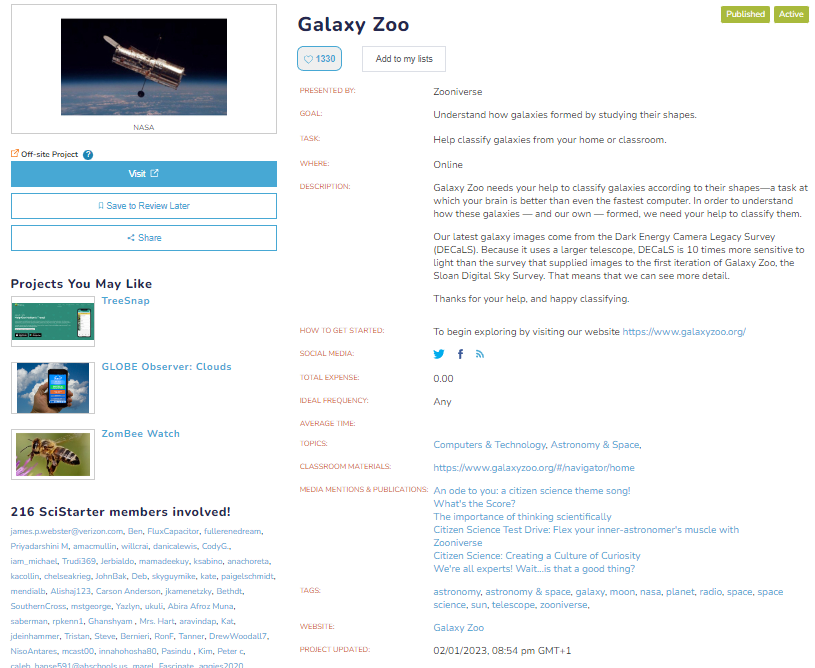 NASA
Off-site Project ?
Visit
Save to Review Later
Share
Projects You May Like
TreeSnap
GLOBE Observer: Clouds
ZomBee Watch
216 SciStarter members involved!
james.p.webster@verizon.com, Ben, FluxCapacitor, fullerenedream,
Priyadarshini M, amacmullin, willcrai, danicalewis, CodyG.,
iam_michael, Trudi369, Jerbialdo, mamadeekuy, ksabino, anachoreta,
kacollin, chelseakrieg, JohnBak, Deb, skyguymike, kate, paigelschmidt,
mendialb, Alishaj123, Carson Anderson, jkamenetzky, Bethdt,
SouthernCross, mstgeorge, Yazlyn, ukuli, Abira Afroz Muna,
saberman, rpkenn1, Ghanshyam , Mrs. Hart, aravindap, Kat,
jdeinhammer, Tristan, Steve, Bernieri, RonF, Tanner, DrewWoodall7,
NisoAntares, mcast00, innahohosha80, Pasindu , Kim, Peter c,
caleb_hanse591@ahschools.us, marel, Fascinate, angies2020
Galaxy Zoo
Published Active
1330
Add to my lists
PRESENTED BY: Zooniverse
GOAL: Understand how galaxies formed by studying their shapes.
TASK: Help classify galaxies from your home or classroom.
WHERE: Online
DESCRIPTION: Galaxy Zoo needs your help to classify galaxies according to their shapes—a task at
which your brain is better than even the fastest computer. In order to understand
how these galaxies — and our own — formed, we need your help to classify them.
Our latest galaxy images come from the Dark Energy Camera Legacy Survey
(DECaLS). Because it uses a larger telescope, DECaLS is 10 times more sensitive to
light than the survey that supplied images to the first iteration of Galaxy Zoo, the
Sloan Digital Sky Survey. That means that we can see more detail.
Thanks for your help, and happy classifying.
HOW TO GET STARTED: To begin exploring by visiting our website https://www.galaxyzoo.org/
SOCIAL MEDIA:
TOTAL EXPENSE: 0.00
IDEAL FREQUENCY: Any
AVERAGE TIME:
TOPICS: Computers & Technology, Astronomy & Space,
CLASSROOM MATERIALS: https://www.galaxyzoo.org/#/navigator/home
MEDIA MENTIONS & PUBLICATIONS: An ode to you: a citizen science theme song!
What's the Score?
The importance of thinking scientifically
Citizen Science Test Drive: Flex your inner-astronomer's muscle with
Zooniverse
Citizen Science: Creating a Culture of Curiosity
We're all experts! Wait...is that a good thing?
TAGS: astronomy, astronomy & space, galaxy, moon, nasa, planet, radio, space, space
science, sun, telescope, zooniverse,
WEBSITE: Galaxy Zoo
PROJECT UPDATED: 02/01/2023, 08:54 pm GMT+1